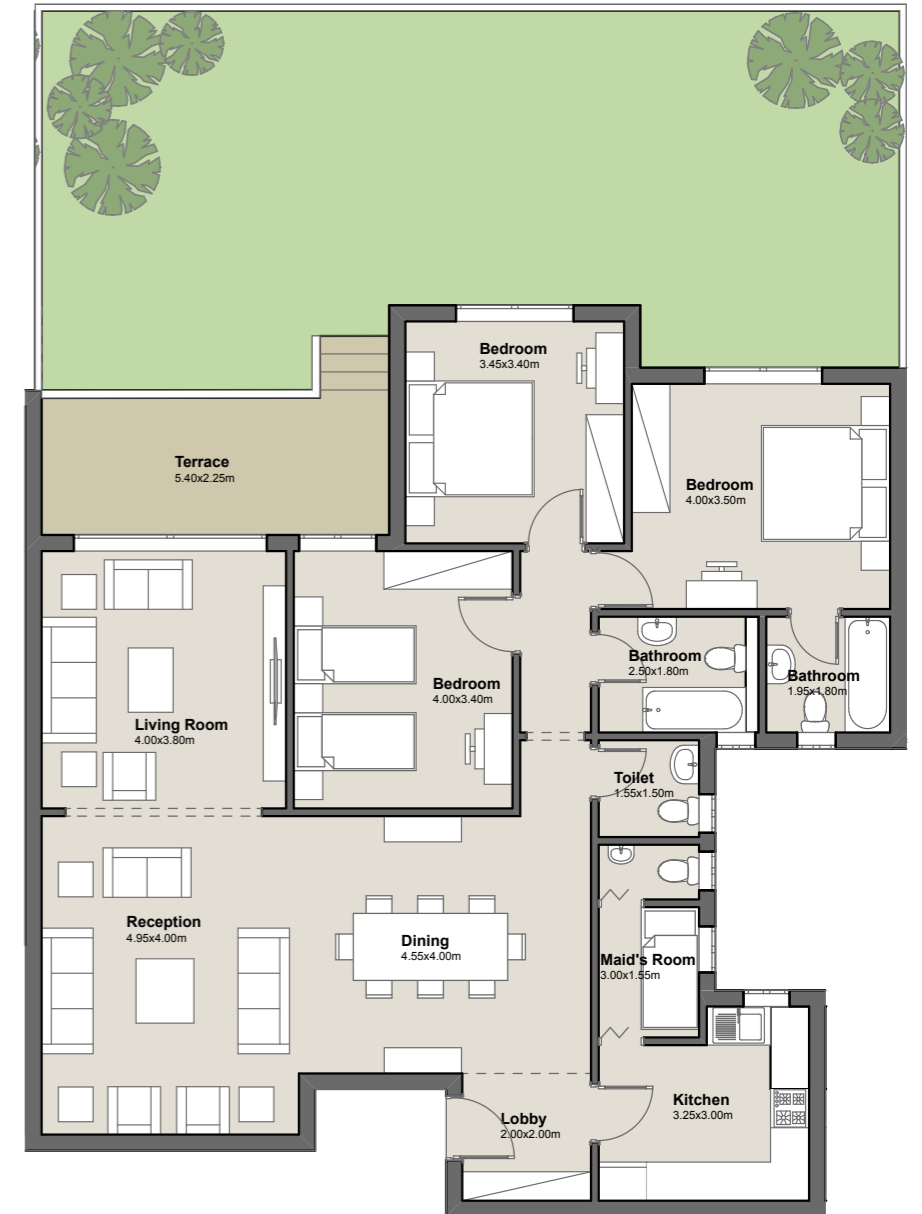 Bedroom
3.45x3.40m
Terrace
5.40x2.25m
Bedroom
4.00x3.50m
Bathroom
2.50x1.80m
Bathroom
1.95x1.80m
Bedroom
4.00x3.40m
Living Room
4.00x3.80m
Toilet
1.55x1.50m
Reception
4.95x4.00m
Dining
4.55x4.00m
Maid's Room
3.00x1.55m
Kitchen
3.25x3.00m
Lobby
2.00x2.00m